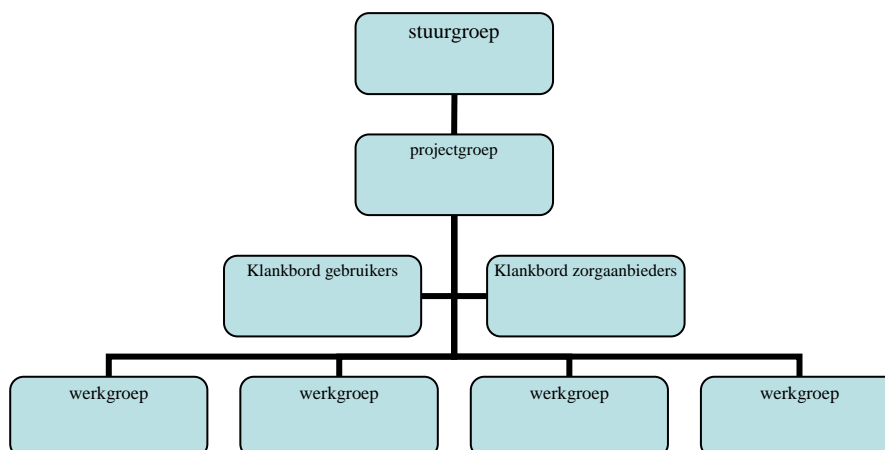 stuurgroep
projectgroep
Klankbord gebruikers
Klankbord zorgaanbieders
werkgroep
werkgroep
werkgroep
werkgroep